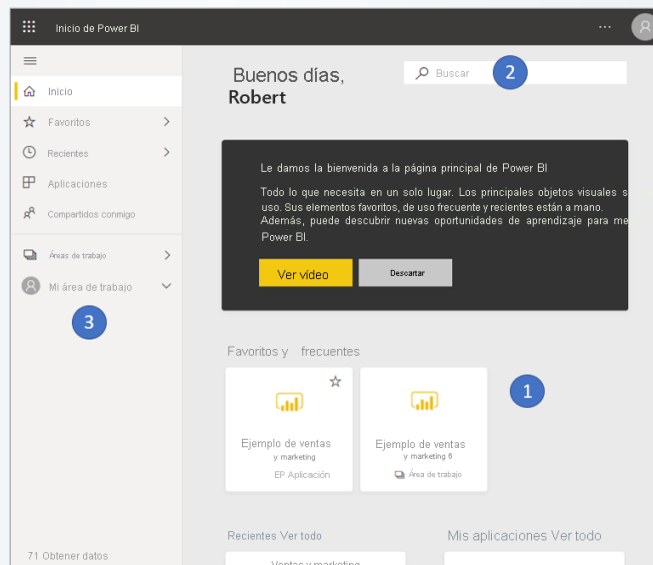 Inicio de Power BI
...
Buenos días,
Robert
Buscar
2
Inicio
Favoritos
Recientes
Aplicaciones
Compartidos conmigo
Áreas de trabajo
Mi área de trabajo
3
Le damos la bienvenida a la página principal de Power BI
Todo lo que necesita en un solo lugar. Los principales objetos visuales s
uso. Sus elementos favoritos, de uso frecuente y recientes están a mano.
Además, puede descubrir nuevas oportunidades de aprendizaje para me
Power BI.
Ver vídeo
Descartar
Favoritos y frecuentes
1
Ejemplo de ventas
y marketing
EP Aplicación
Ejemplo de ventas
y marketing 6
Área de trabajo
Recientes Ver todo
Mis aplicaciones Ver todo
Ventas y marketing
71 Obtener datos